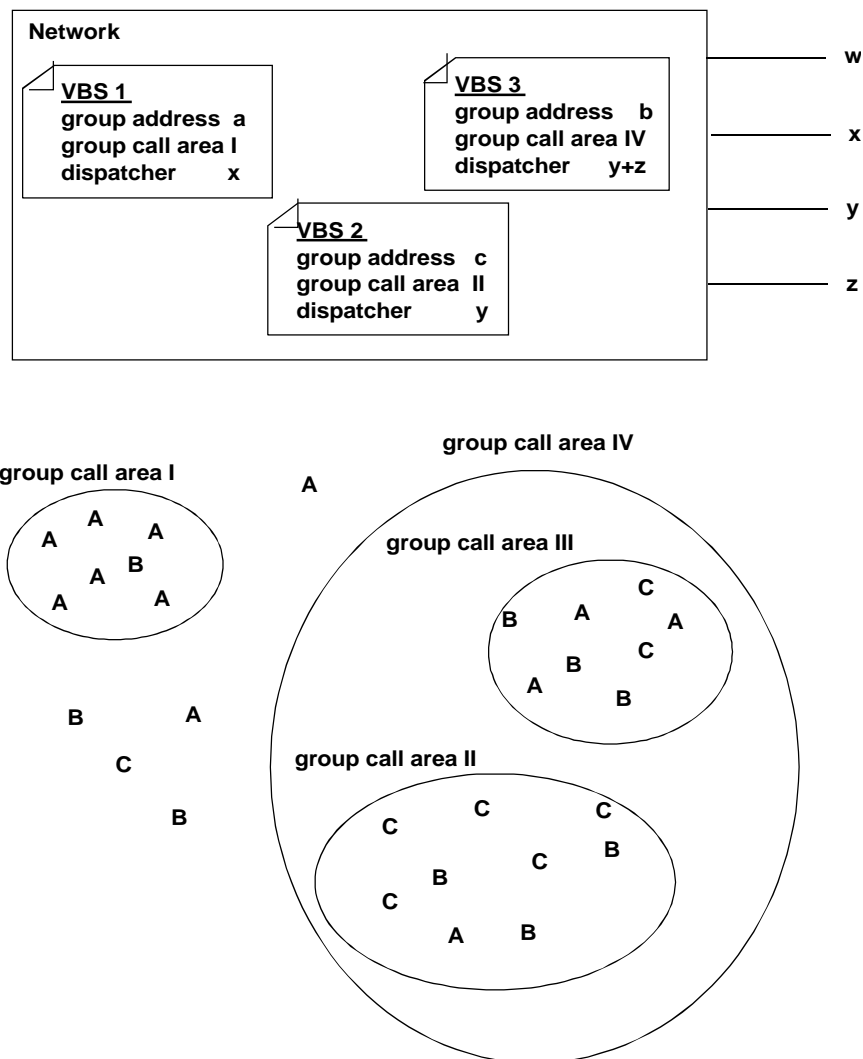 Network
VBS 1
group address a
group call area I
dispatcher x
VBS 3
group address b
group call area IV
dispatcher y+z
VBS 2
group address c
group call area II
dispatcher y
w
x
y
z
group call area IV
group call area I
A
A
A
A
A
B
A
A
group call area III
C
B
A
A
C
B
A
B
B
A
C
B
group call area II
C
C
C
C
B
B
C
A
B